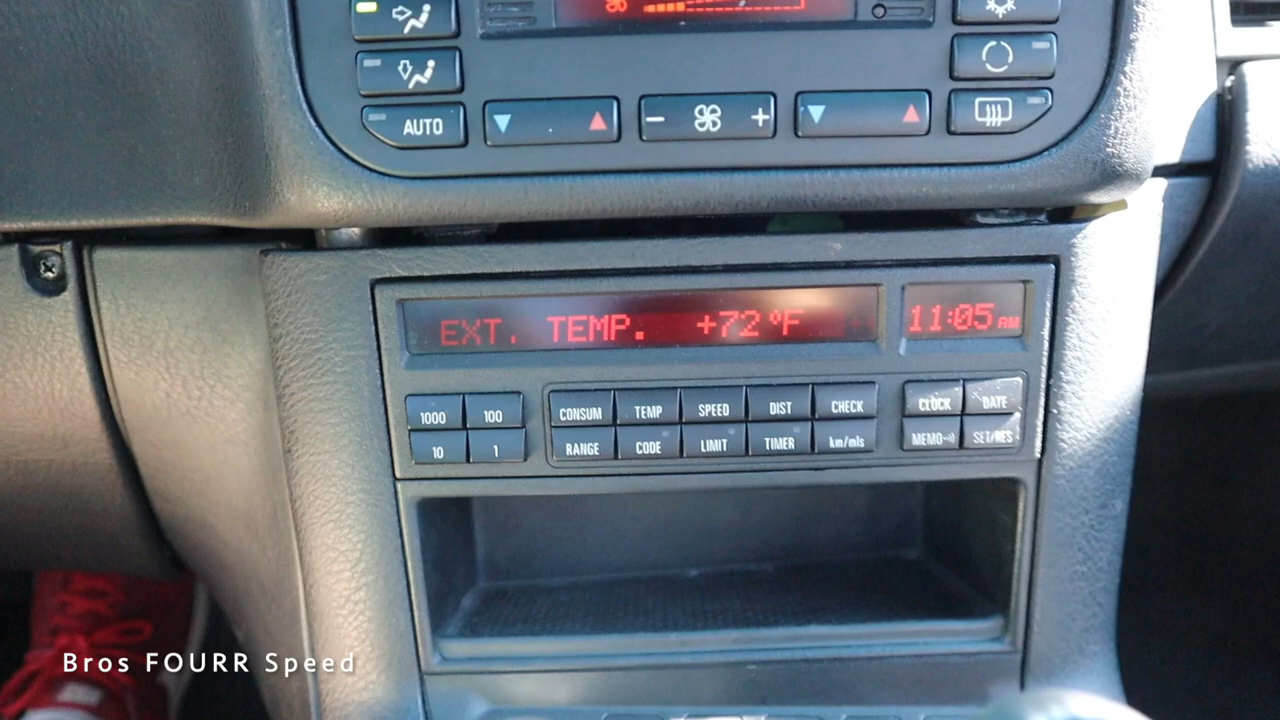 AUTO
- +
EXT. TEMP. +72°F
11:05 AM
1000 100
10 1
CONSUM TEMP SPEED DIST CHECK
RANGE CODE LIMIT TIMER km/mls
CLOCK DATE
MEMO SET/RES
Bros FOURR Speed